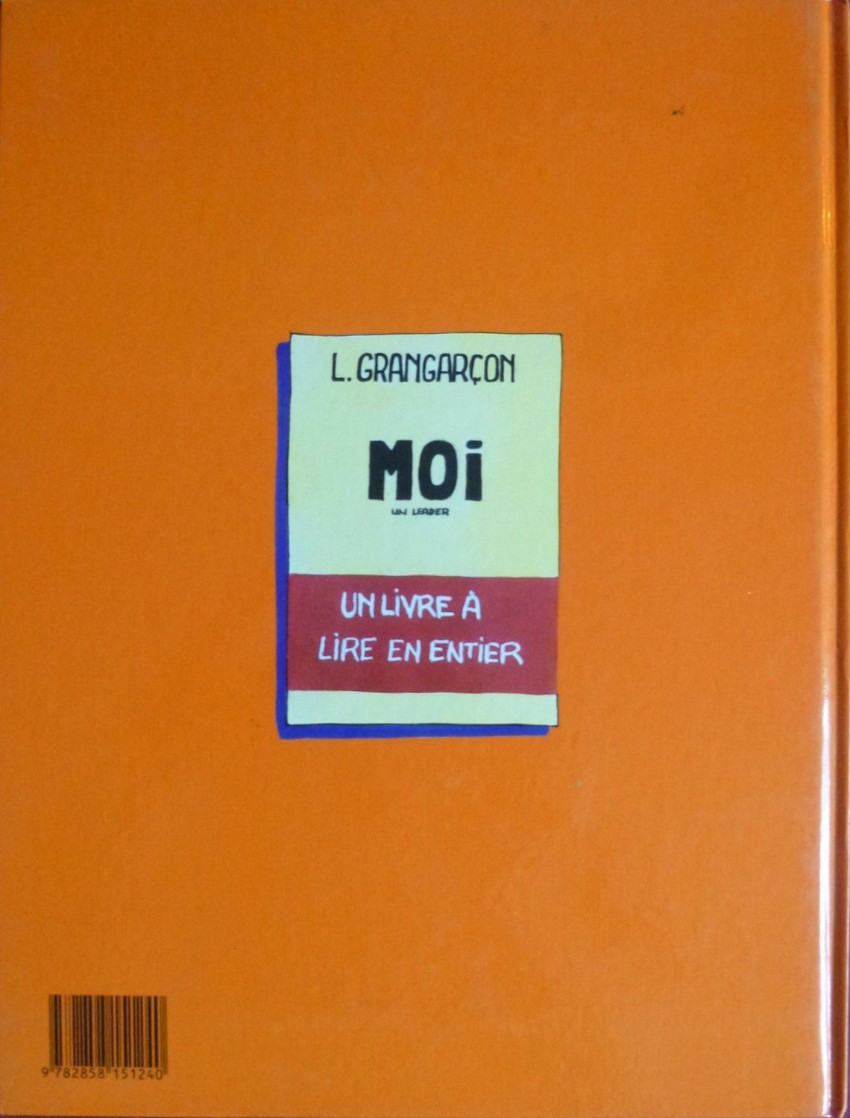 L. GRANGARÇON
MOi
UN LEADER
UN LiVRE À
LiRE EN ENTiER
9 782858 151240